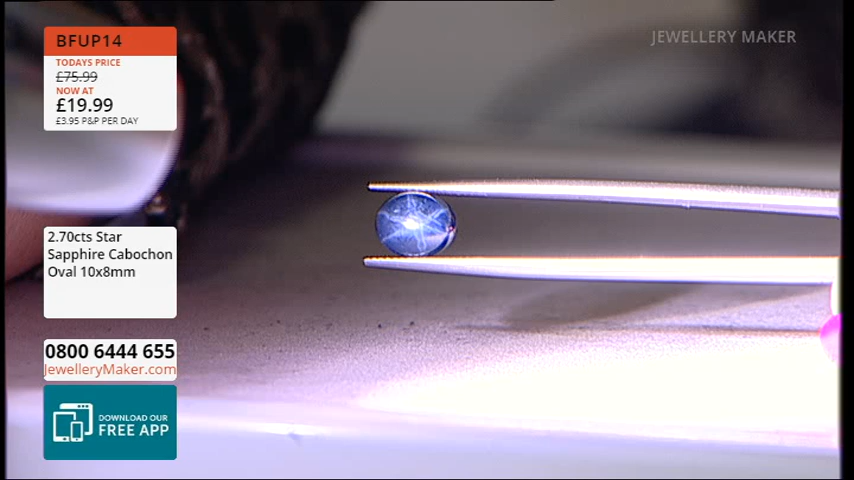 BFUP14
TODAYS PRICE
£75.99
NOW AT
£19.99
£3.95 P&P PER DAY
JEWELLERY MAKER
2.70cts Star
Sapphire Cabochon
Oval 10x8mm
0800 6444 655
JewelleryMaker.com
DOWNLOAD OUR
FREE APP